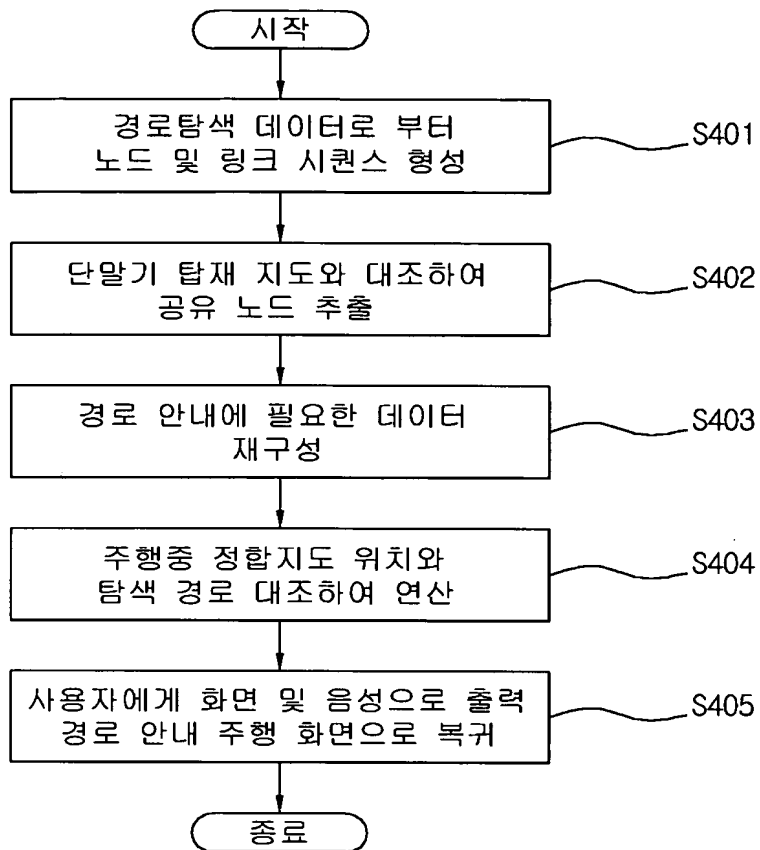 시작
경로탐색 데이터로 부터
노드 및 링크 시퀀스 형성
S401
단말기 탑재 지도와 대조하여
공유 노드 추출
S402
경로 안내에 필요한 데이터
재구성
S403
주행중 정합지도 위치와
탐색 경로 대조하여 연산
S404
사용자에게 화면 및 음성으로 출력
경로 안내 주행 화면으로 복귀
S405
종료